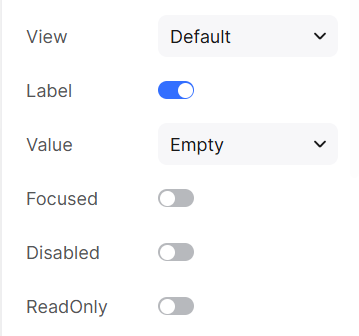 View Default
Label
Value Empty
Focused
Disabled
ReadOnly